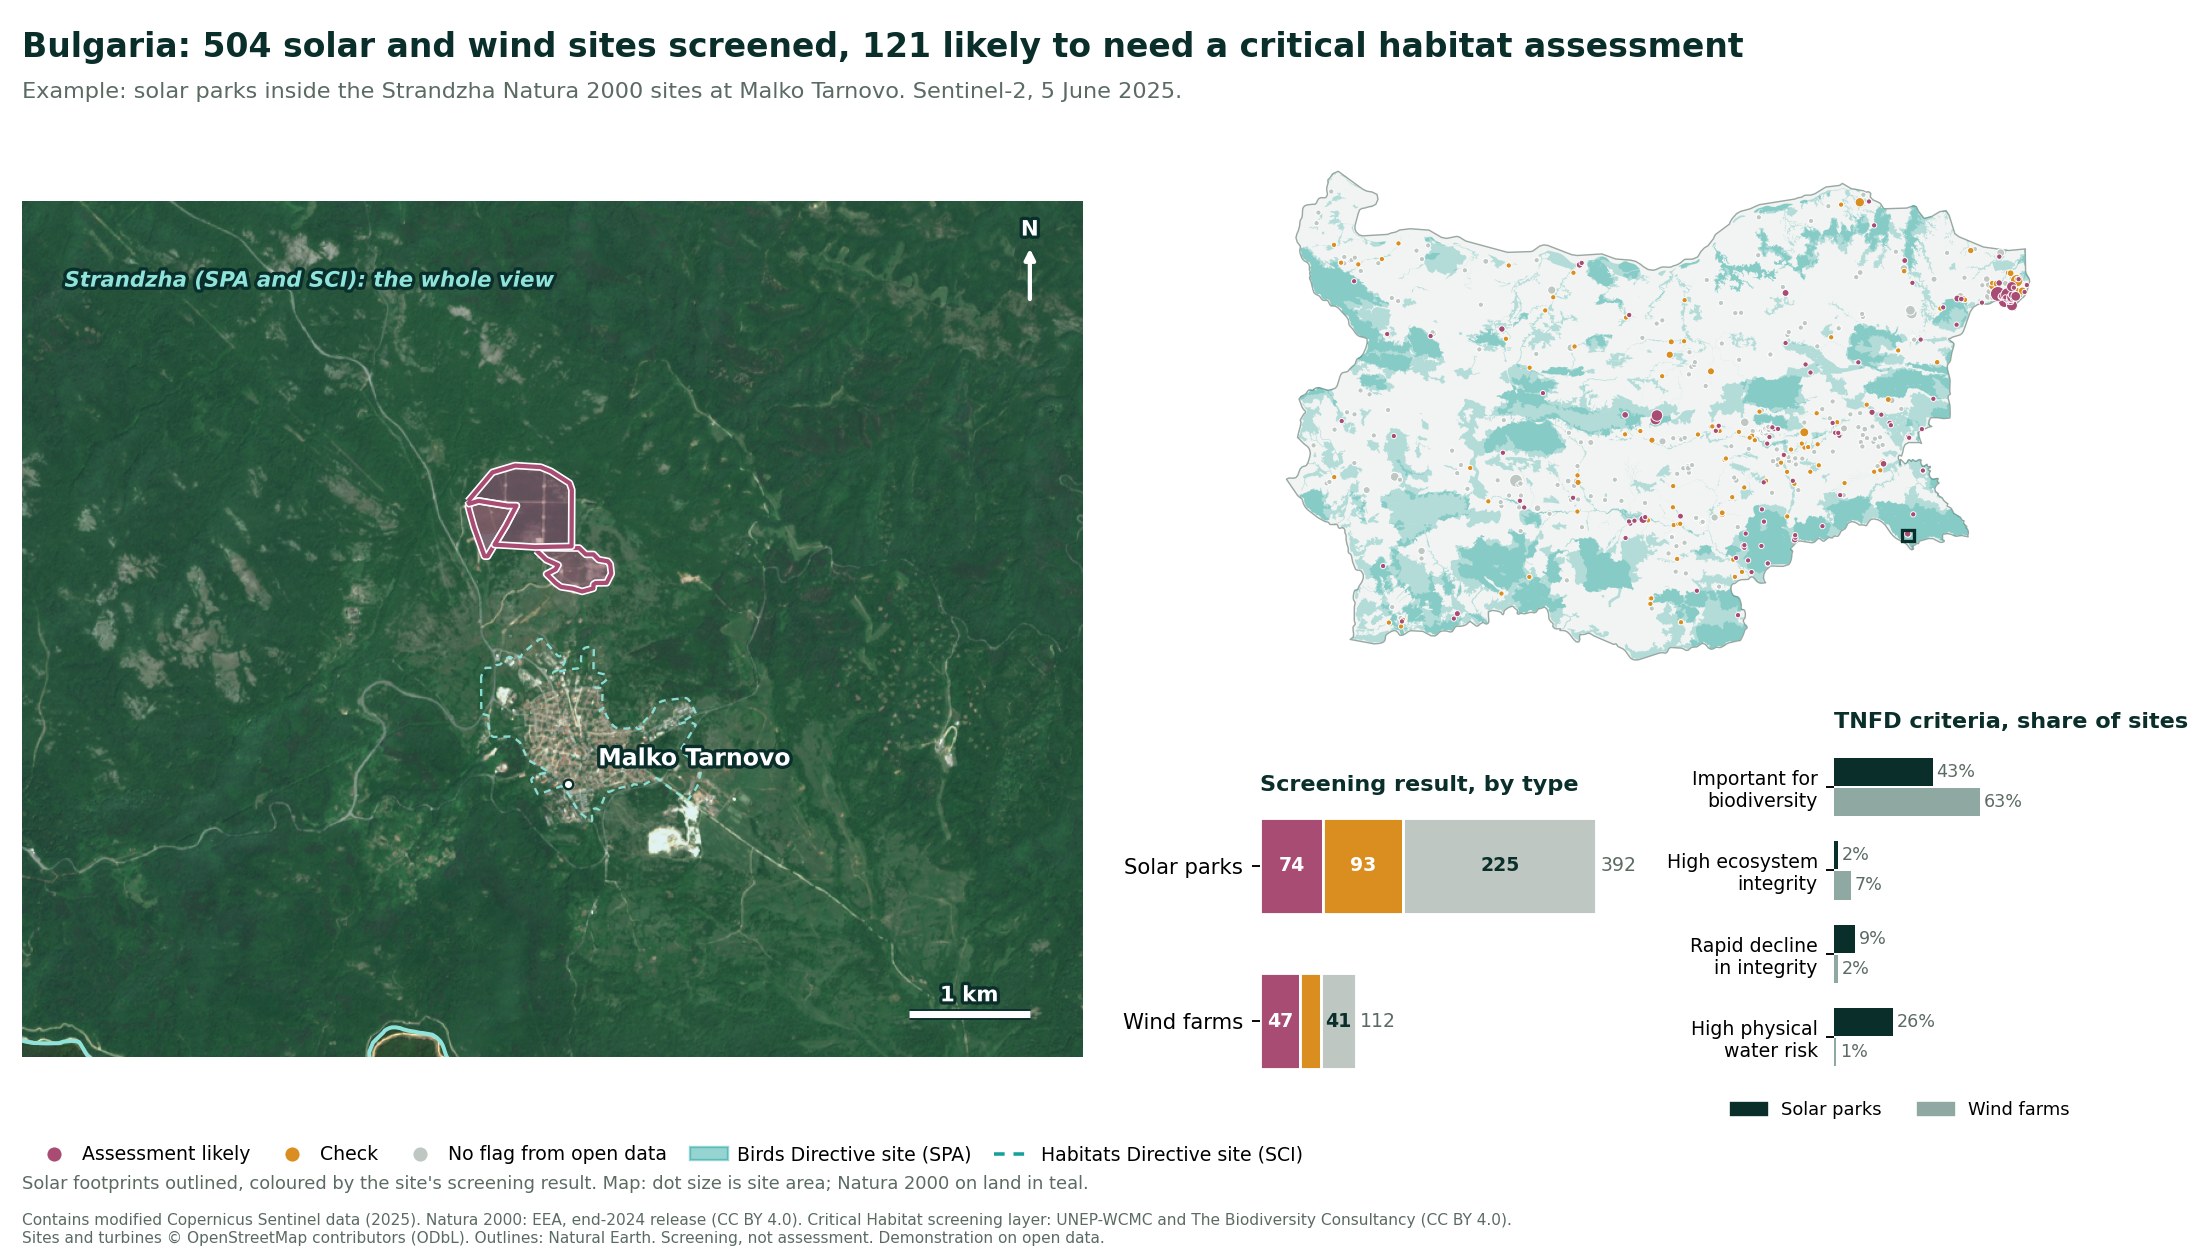 Bulgaria: 504 solar and wind sites screened, 121 likely to need a critical habitat assessment
Example: solar parks inside the Strandzha Natura 2000 sites at Malko Tarnovo. Sentinel-2, 5 June 2025.
Strandzha (SPA and SCI): the whole view
N
Malko Tarnovo
1 km
Screening result, by type
Solar parks
74
93
225
392
Wind farms
47
41
112
TNFD criteria, share of sites
Important for
biodiversity
43%
63%
High ecosystem
integrity
2%
7%
Rapid decline
in integrity
9%
2%
High physical
water risk
26%
1%
Solar parks
Wind farms
Assessment likely
Check
No flag from open data
Birds Directive site (SPA)
Habitats Directive site (SCI)
Solar footprints outlined, coloured by the site's screening result. Map: dot size is site area; Natura 2000 on land in teal.
Contains modified Copernicus Sentinel data (2025). Natura 2000: EEA, end-2024 release (CC BY 4.0). Critical Habitat screening layer: UNEP-WCMC and The Biodiversity Consultancy (CC BY 4.0).
Sites and turbines © OpenStreetMap contributors (ODbL). Outlines: Natural Earth. Screening, not assessment. Demonstration on open data.